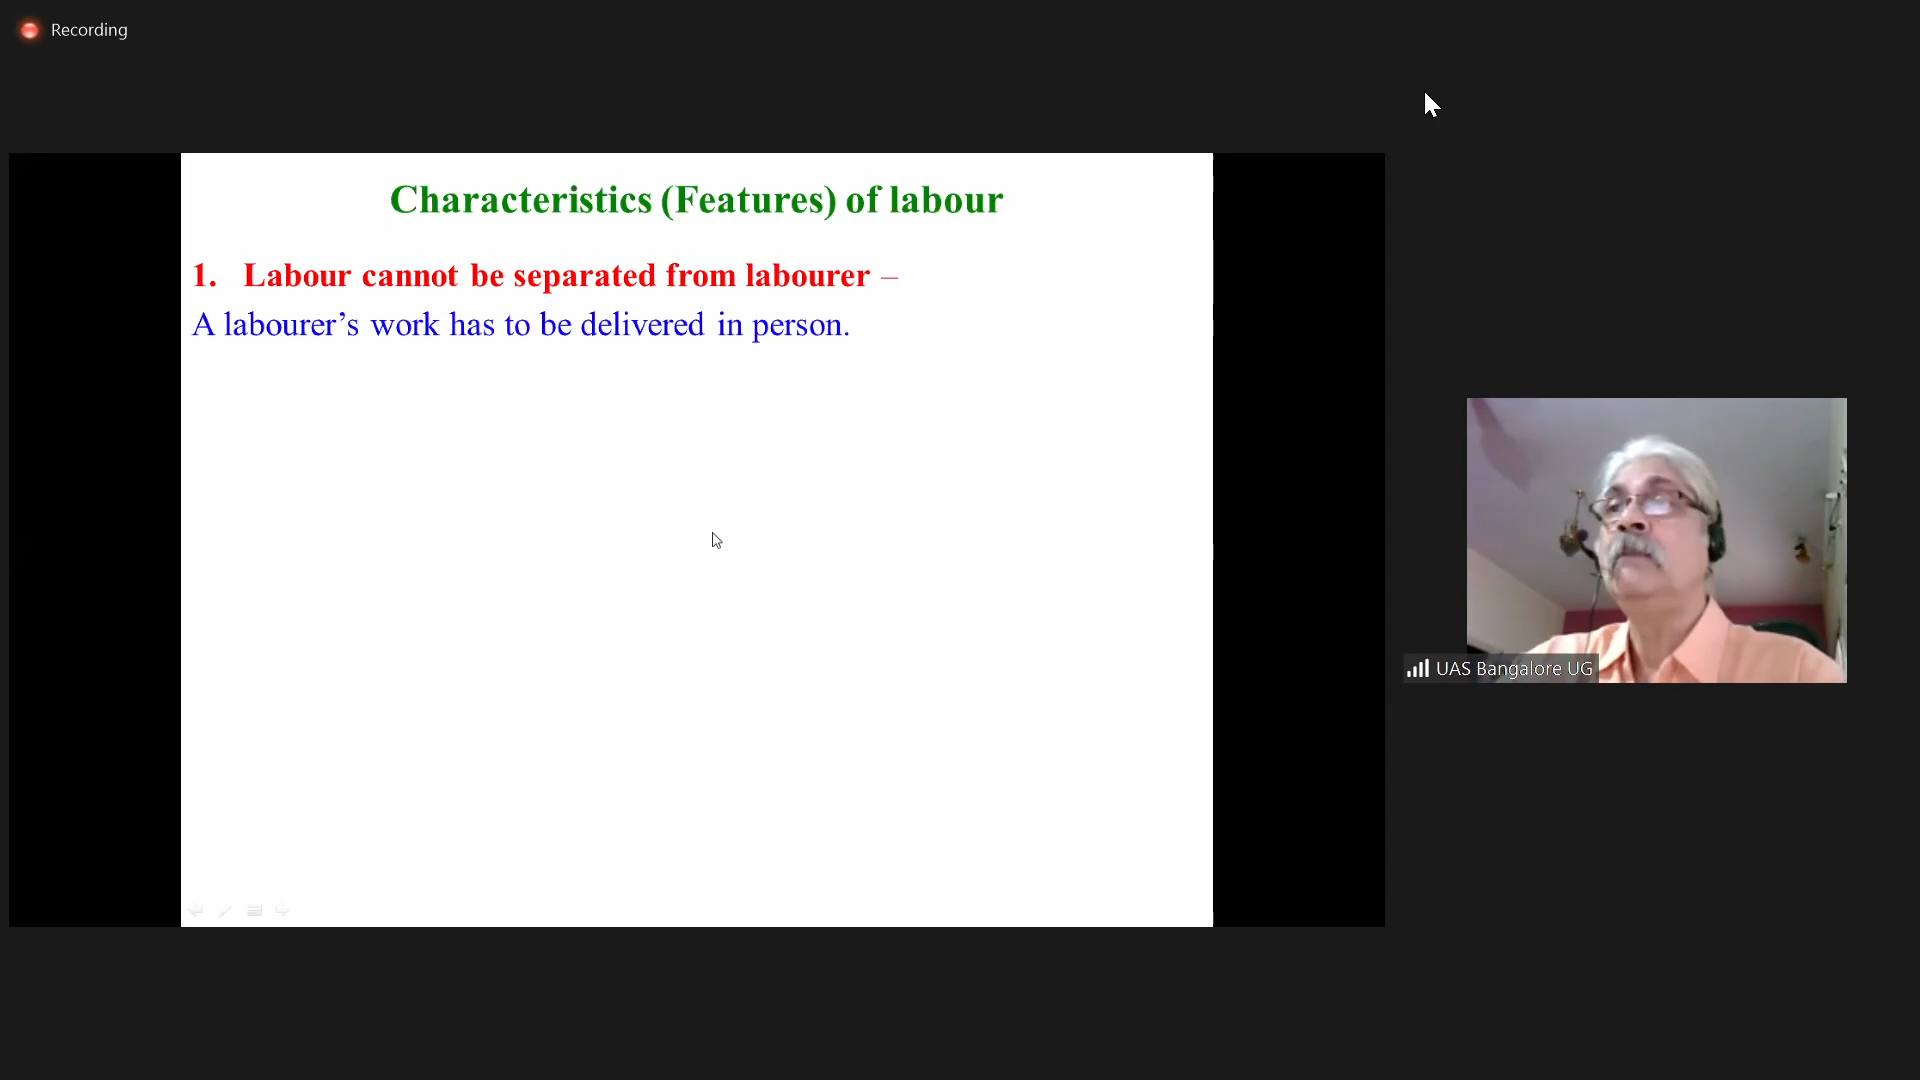 Recording
Characteristics (Features) of labour
1. Labour cannot be separated from labourer –
A labourer’s work has to be delivered in person.
UAS Bangalore UG